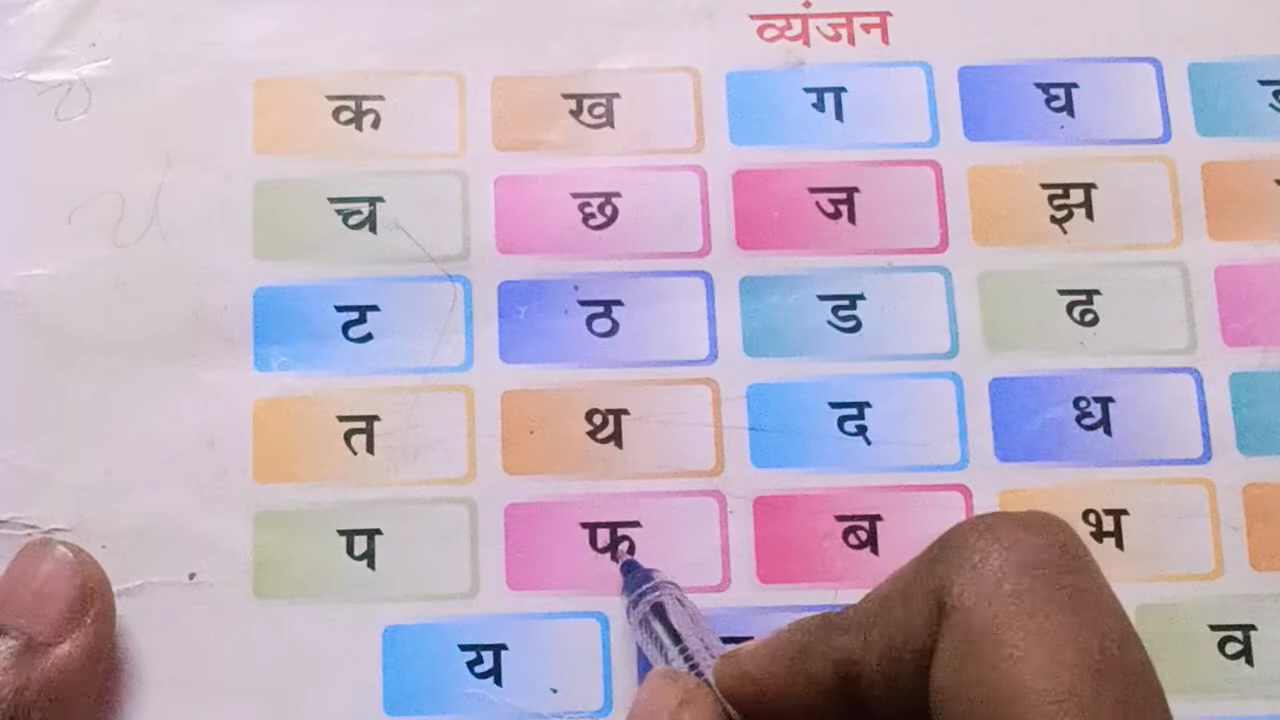 व्यंजन
क ख ग घ
च छ ज झ
ट ठ ड ढ
त थ द ध
प फ ब भ
य व